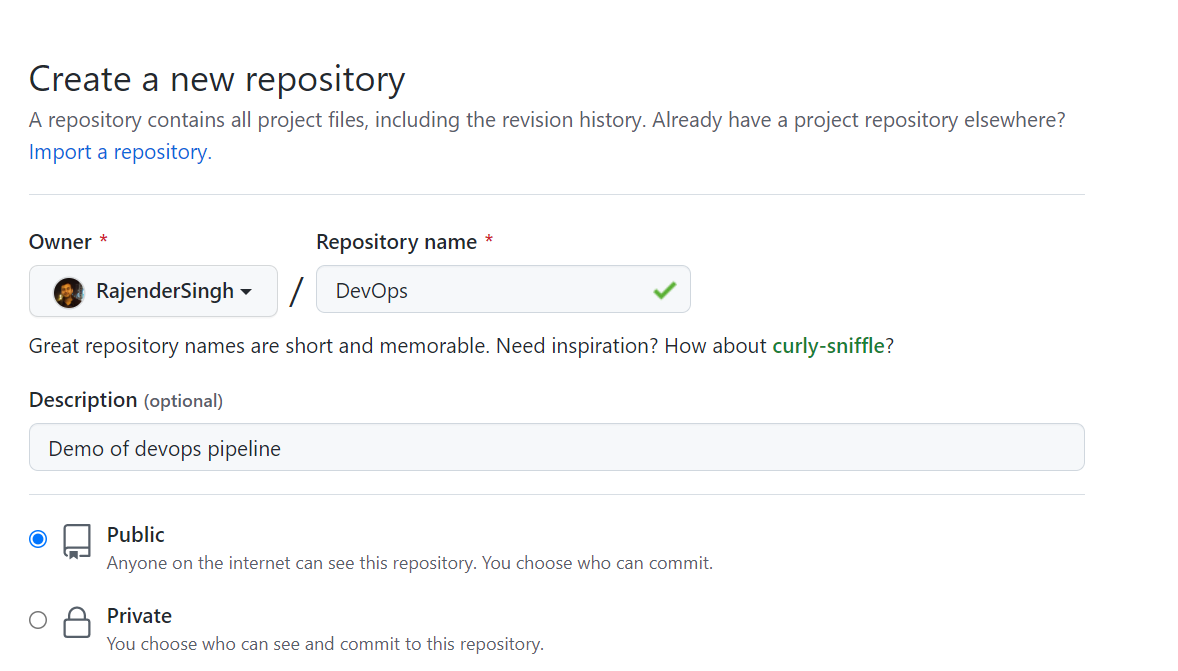 Create a new repository
A repository contains all project files, including the revision history. Already have a project repository elsewhere?
Import a repository.
Owner * Repository name *
RajenderSingh / DevOps
Great repository names are short and memorable. Need inspiration? How about curly-sniffle?
Description (optional)
Demo of devops pipeline
Public
Anyone on the internet can see this repository. You choose who can commit.
Private
You choose who can see and commit to this repository.